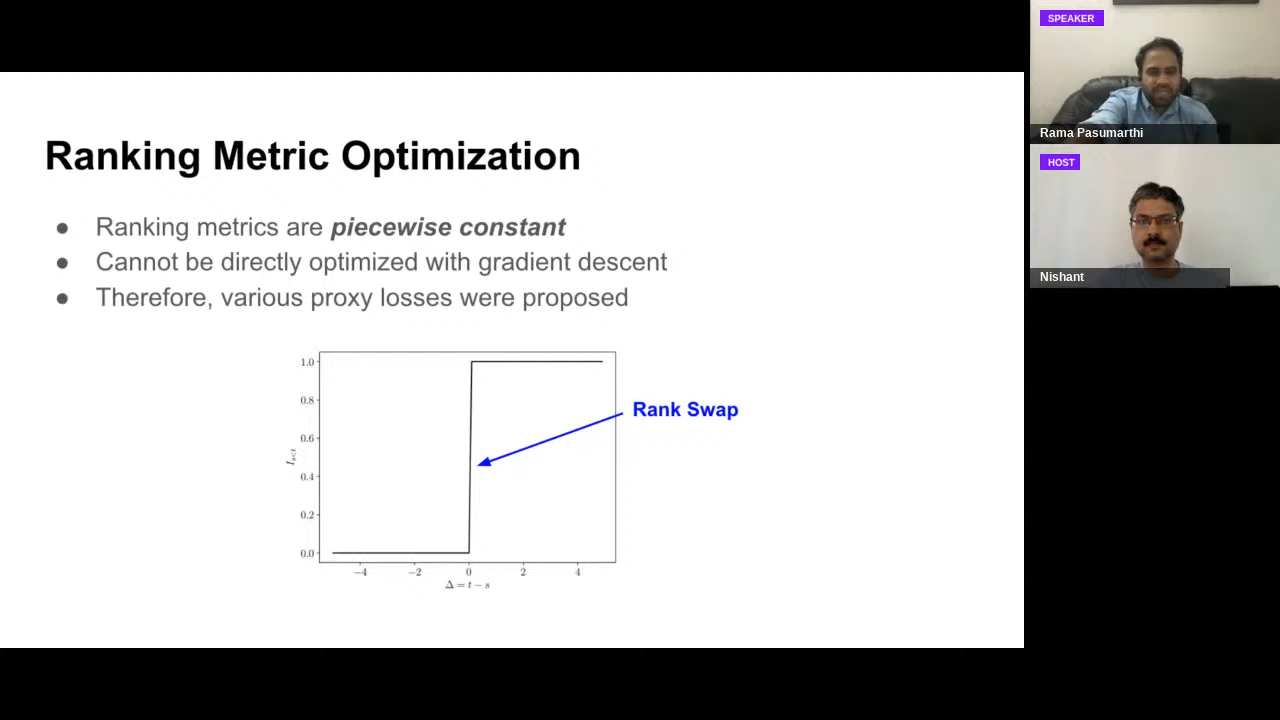 Ranking Metric Optimization
● Ranking metrics are piecewise constant
● Cannot be directly optimized with gradient descent
● Therefore, various proxy losses were proposed
1.0
0.8
0.6
0.4
0.2
0.0
I_{s<t}
−4 −2 0 2 4
Δ = t − s
Rank Swap
SPEAKER
Rama Pasumarthi
HOST
Nishant